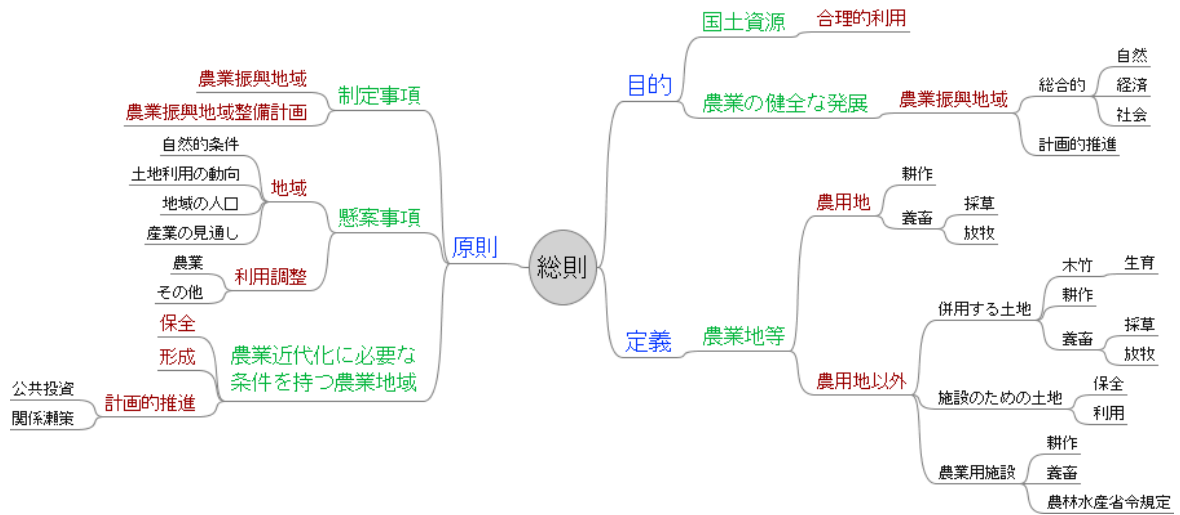 総則
目的
国土資源
合理的利用
農業の健全な発展
農業振興地域
総合的
自然
経済
社会
計画的推進
定義
農業地等
農用地
耕作
養畜
採草
放牧
農用地以外
併用する土地
木竹
生育
耕作
養畜
採草
放牧
施設のための土地
保全
利用
農業用施設
耕作
養畜
農林水産省令規定
原則
制定事項
農業振興地域
農業振興地域整備計画
懸案事項
地域
自然的条件
土地利用の動向
地域の人口
産業の見通し
利用調整
農業
その他
農業近代化に必要な
条件を持つ農業地域
保全
形成
計画的推進
公共投資
関係瀬策